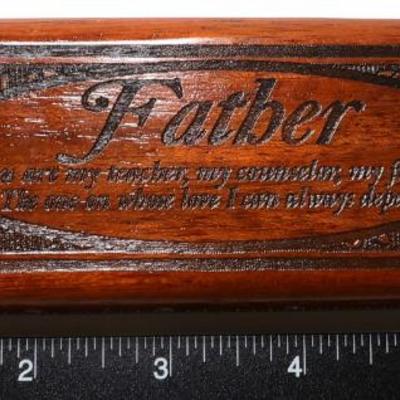 Father
are my teacher, my counselor, my
The one on whose love I can always
2 3 4